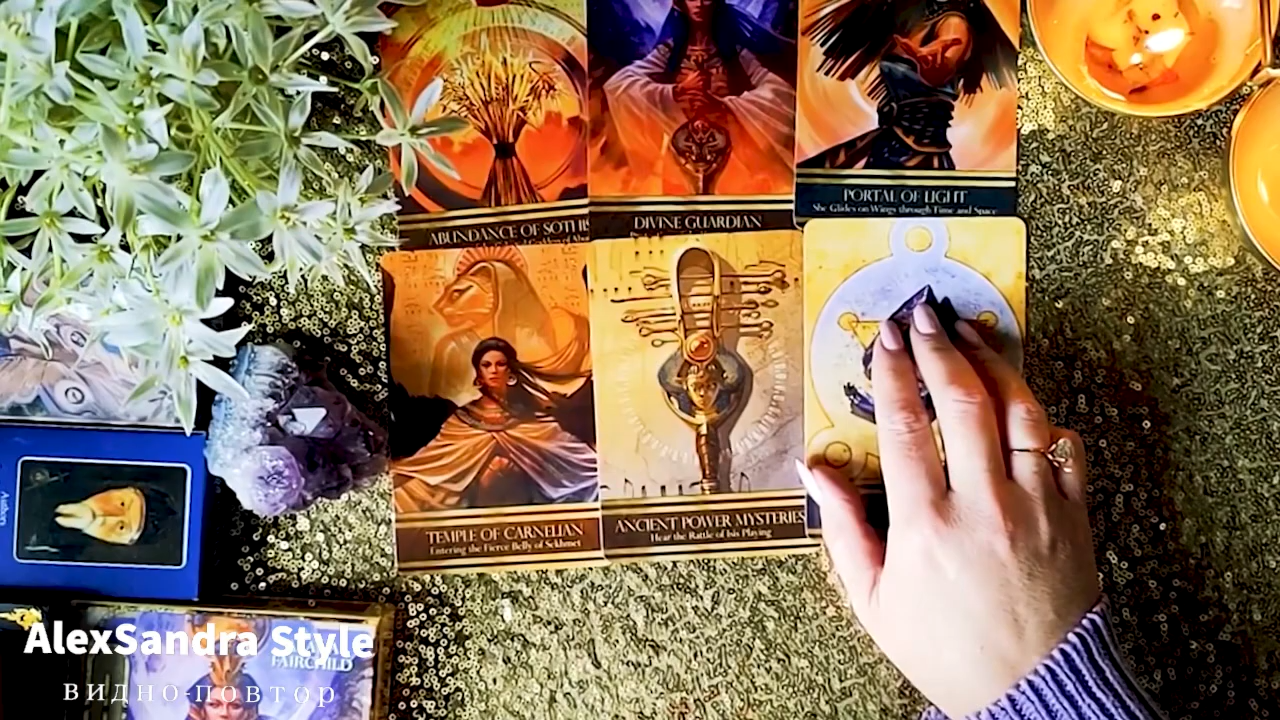 ABUNDANCE OF SOTHIS
DIVINE GUARDIAN
PORTAL OF LIGHT
She Glides on Wings through Time and Space
TEMPLE OF CARNELIAN
Entering the Fierce Belly of Sekhmet
ANCIENT POWER MYSTERIES
Hear the Rattle of Isis Playing
FAIRCHILD
AlexSandra Style
видно-повтор